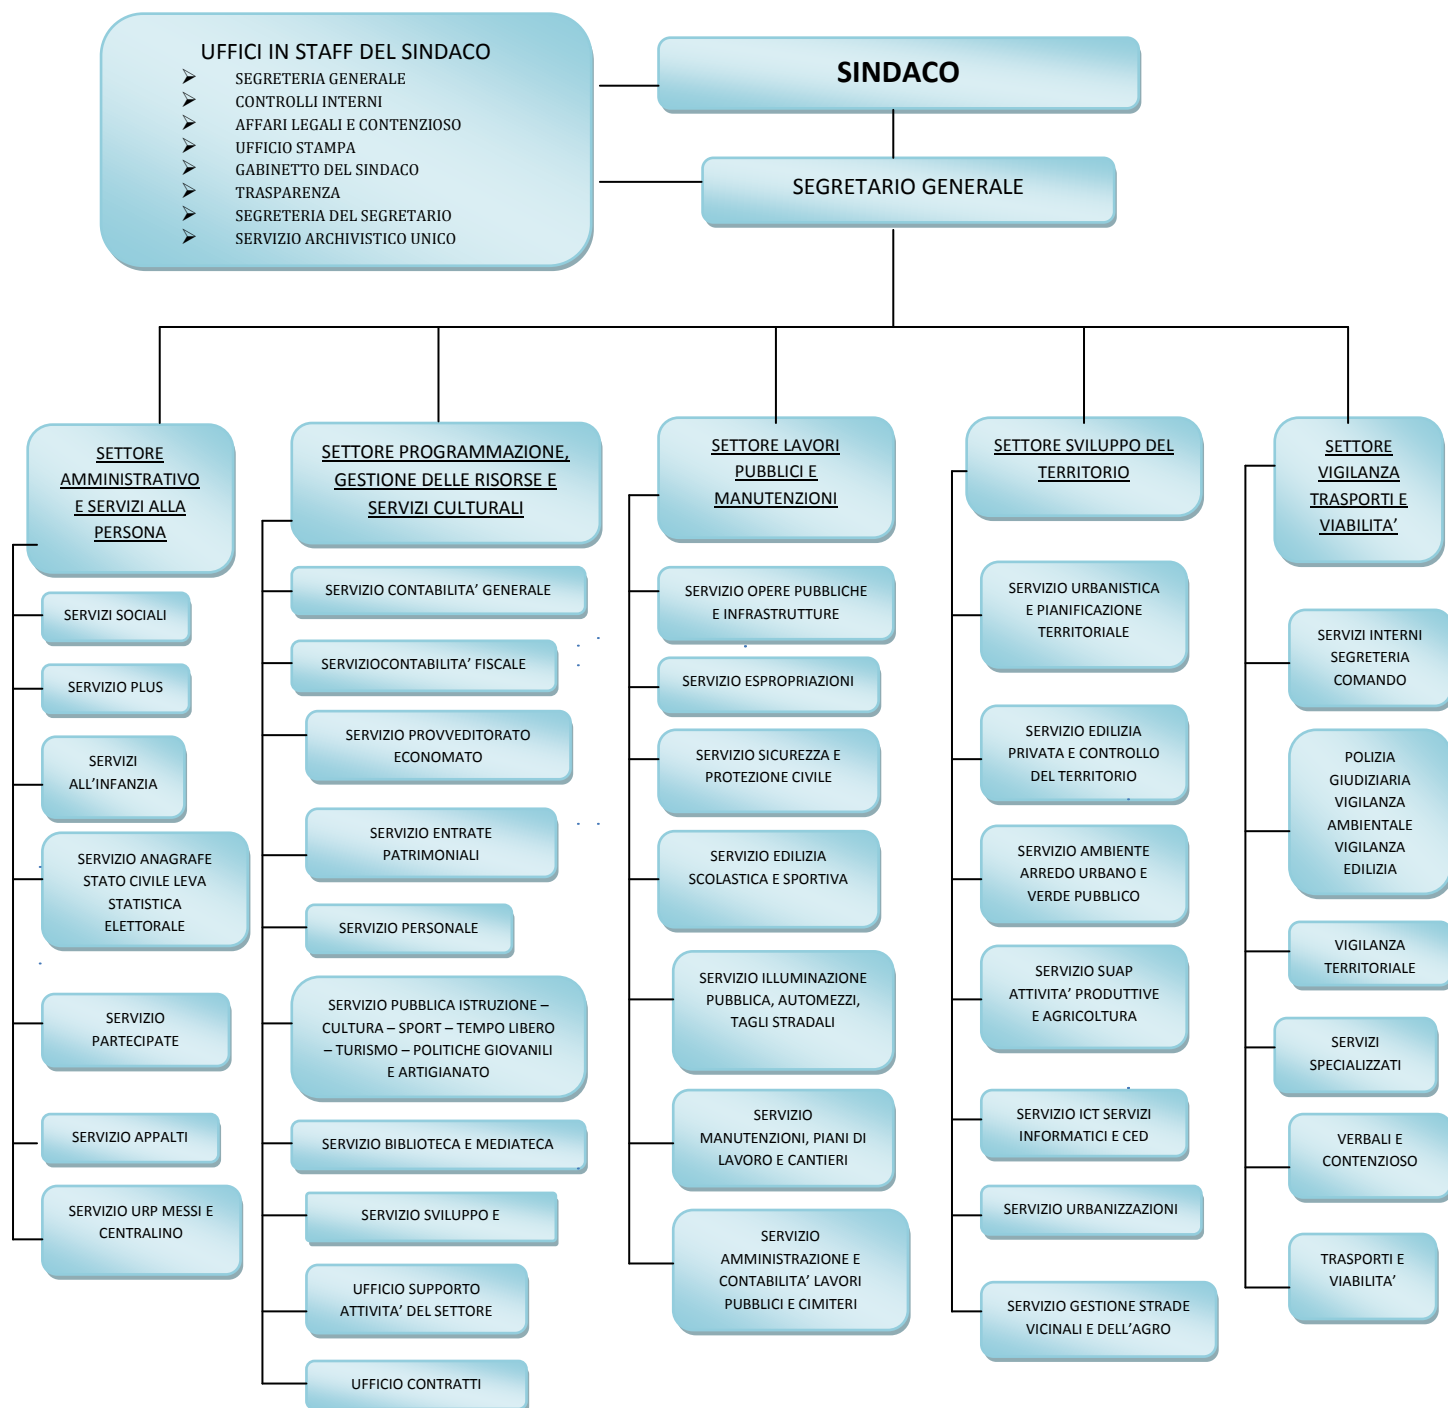 UFFICI IN STAFF DEL SINDACO
➢ SEGRETERIA GENERALE
➢ CONTROLLI INTERNI
➢ AFFARI LEGALI E CONTENZIOSO
➢ UFFICIO STAMPA
➢ GABINETTO DEL SINDACO
➢ TRASPARENZA
➢ SEGRETERIA DEL SEGRETARIO
➢ SERVIZIO ARCHIVISTICO UNICO
SINDACO
SEGRETARIO GENERALE
SETTORE
AMMINISTRATIVO
E SERVIZI ALLA
PERSONA
SERVIZI SOCIALI
SERVIZIO PLUS
SERVIZI
ALL’INFANZIA
SERVIZIO ANAGRAFE
STATO CIVILE LEVA
STATISTICA
ELETTORALE
SERVIZIO
PARTECIPATE
SERVIZIO APPALTI
SERVIZIO URP MESSI E
CENTRALINO
SETTORE PROGRAMMAZIONE,
GESTIONE DELLE RISORSE E
SERVIZI CULTURALI
SERVIZIO CONTABILITA’ GENERALE
SERVIZIOCONTABILITA’ FISCALE
SERVIZIO PROVVEDITORATO
ECONOMATO
SERVIZIO ENTRATE
PATRIMONIALI
SERVIZIO PERSONALE
SERVIZIO PUBBLICA ISTRUZIONE –
CULTURA – SPORT – TEMPO LIBERO
– TURISMO – POLITICHE GIOVANILI
E ARTIGIANATO
SERVIZIO BIBLIOTECA E MEDIATECA
SERVIZIO SVILUPPO E
UFFICIO SUPPORTO
ATTIVITA’ DEL SETTORE
UFFICIO CONTRATTI
SETTORE LAVORI
PUBBLICI E
MANUTENZIONI
SERVIZIO OPERE PUBBLICHE
E INFRASTRUTTURE
SERVIZIO ESPROPRIAZIONI
SERVIZIO SICUREZZA E
PROTEZIONE CIVILE
SERVIZIO EDILIZIA
SCOLASTICA E SPORTIVA
SERVIZIO ILLUMINAZIONE
PUBBLICA, AUTOMEZZI,
TAGLI STRADALI
SERVIZIO
MANUTENZIONI, PIANI DI
LAVORO E CANTIERI
SERVIZIO
AMMINISTRAZIONE E
CONTABILITA’ LAVORI
PUBBLICI E CIMITERI
SETTORE SVILUPPO DEL
TERRITORIO
SERVIZIO URBANISTICA
E PIANIFICAZIONE
TERRITORIALE
SERVIZIO EDILIZIA
PRIVATA E CONTROLLO
DEL TERRITORIO
SERVIZIO AMBIENTE
ARREDO URBANO E
VERDE PUBBLICO
SERVIZIO SUAP
ATTIVITA’ PRODUTTIVE
E AGRICOLTURA
SERVIZIO ICT SERVIZI
INFORMATICI E CED
SERVIZIO URBANIZZAZIONI
SERVIZIO GESTIONE STRADE
VICINALI E DELL’AGRO
SETTORE
VIGILANZA
TRASPORTI E
VIABILITA’
SERVIZI INTERNI
SEGRETERIA
COMANDO
POLIZIA
GIUDIZIARIA
VIGILANZA
AMBIENTALE
VIGILANZA
EDILIZIA
VIGILANZA
TERRITORIALE
SERVIZI
SPECIALIZZATI
VERBALI E
CONTENZIOSO
TRASPORTI E
VIABILITA’